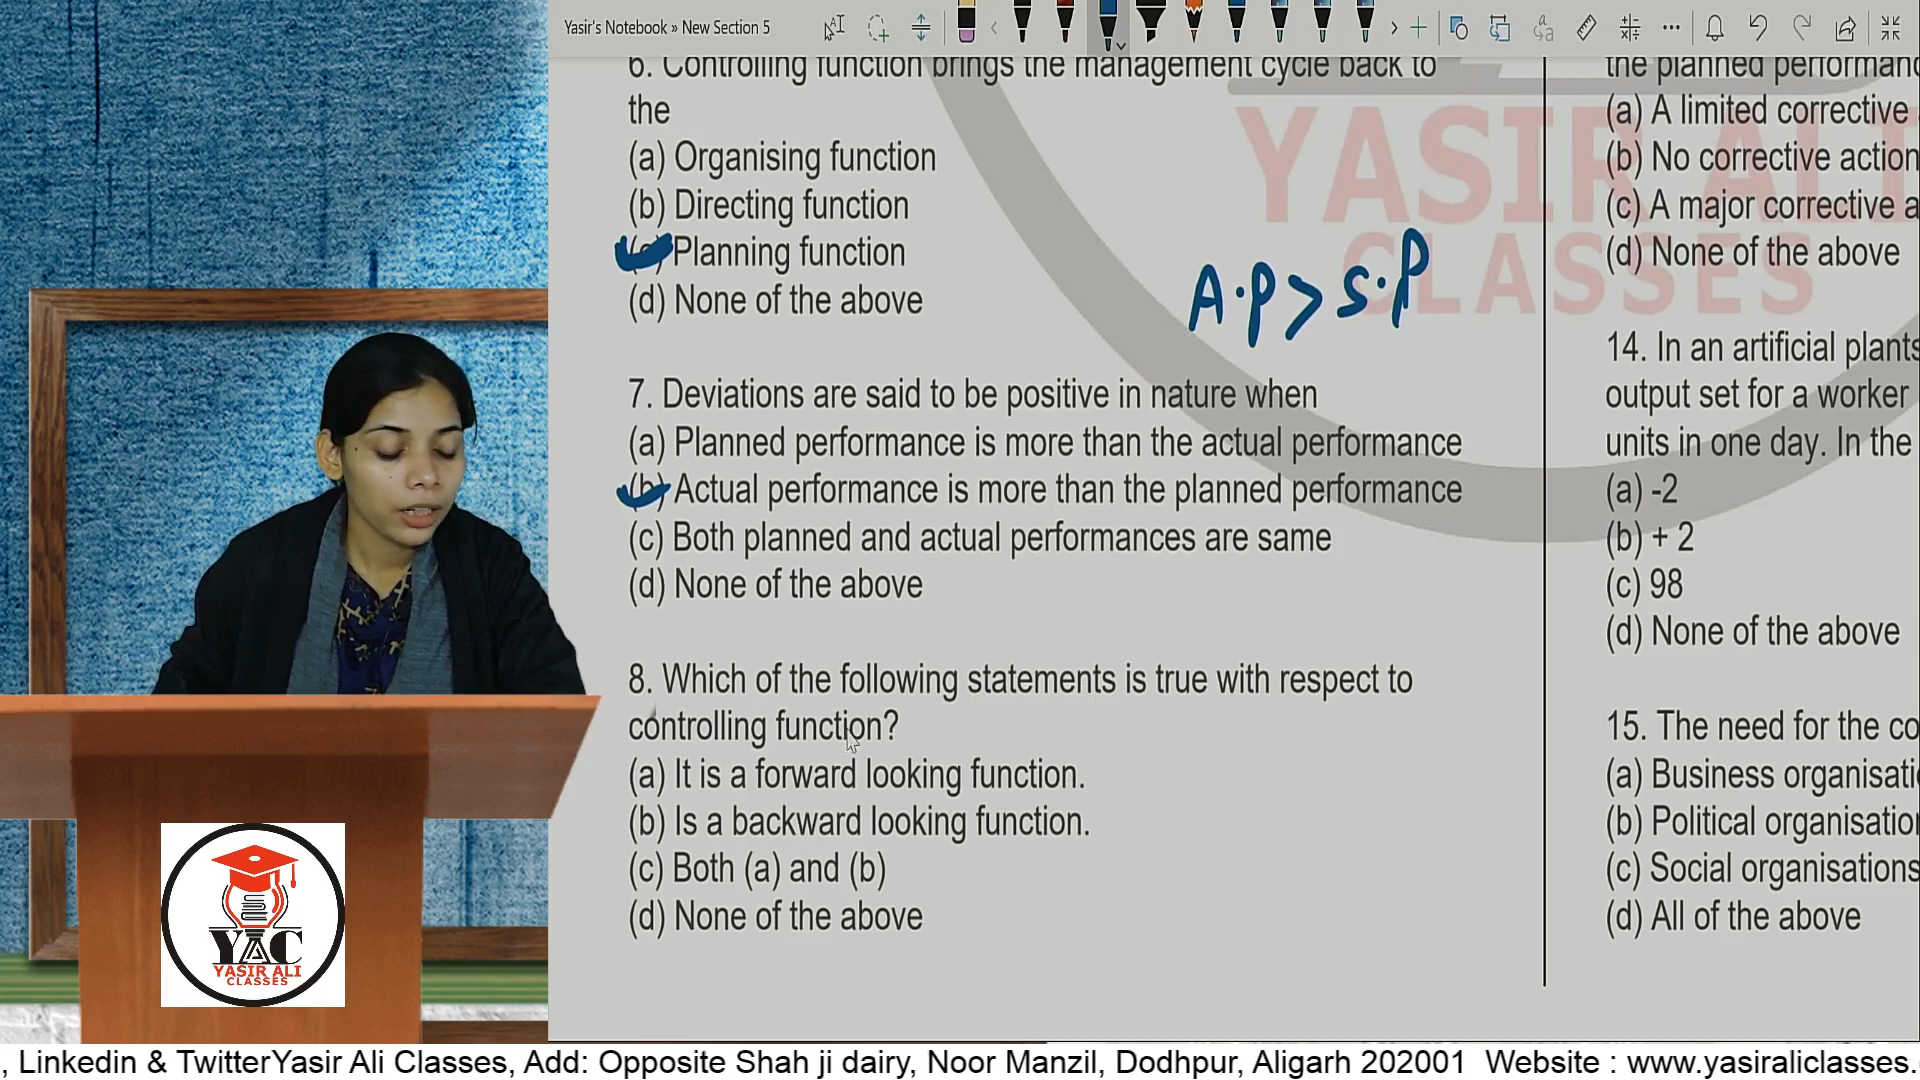 Yasir's Notebook » New Section 5
6. Controlling function brings the management cycle back to
the
(a) Organising function
(b) Directing function
(c) Planning function
(d) None of the above
A.P > S.P
7. Deviations are said to be positive in nature when
(a) Planned performance is more than the actual performance
(b) Actual performance is more than the planned performance
(c) Both planned and actual performances are same
(d) None of the above
8. Which of the following statements is true with respect to
controlling function?
(a) It is a forward looking function.
(b) Is a backward looking function.
(c) Both (a) and (b)
(d) None of the above
the planned performanc
(a) A limited corrective
(b) No corrective action
(c) A major corrective a
(d) None of the above
14. In an artificial plants
output set for a worker
units in one day. In the
(a) -2
(b) + 2
(c) 98
(d) None of the above
15. The need for the co
(a) Business organisati
(b) Political organisation
(c) Social organisations
(d) All of the above
YASIR ALI
CLASSES
YAC
YASIR ALI
CLASSES
, Linkedin & TwitterYasir Ali Classes, Add: Opposite Shah ji dairy, Noor Manzil, Dodhpur, Aligarh 202001 Website : www.yasiraliclasses.